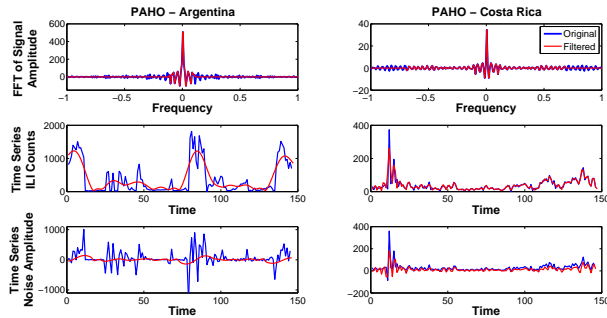 PAHO − Argentina
PAHO − Costa Rica
FFT of Signal
Amplitude
600
400
200
0
−1
−0.5
0
0.5
1
Frequency
40
20
0
−20
−1
−0.5
0
0.5
1
Frequency
Original
Filtered
Time Series
ILI Counts
2000
1000
0
0
50
100
150
Time
400
200
0
0
50
100
150
Time
Time Series
Noise Amplitude
1000
0
−1000
0
50
100
150
Time
400
200
0
−200
0
50
100
150
Time